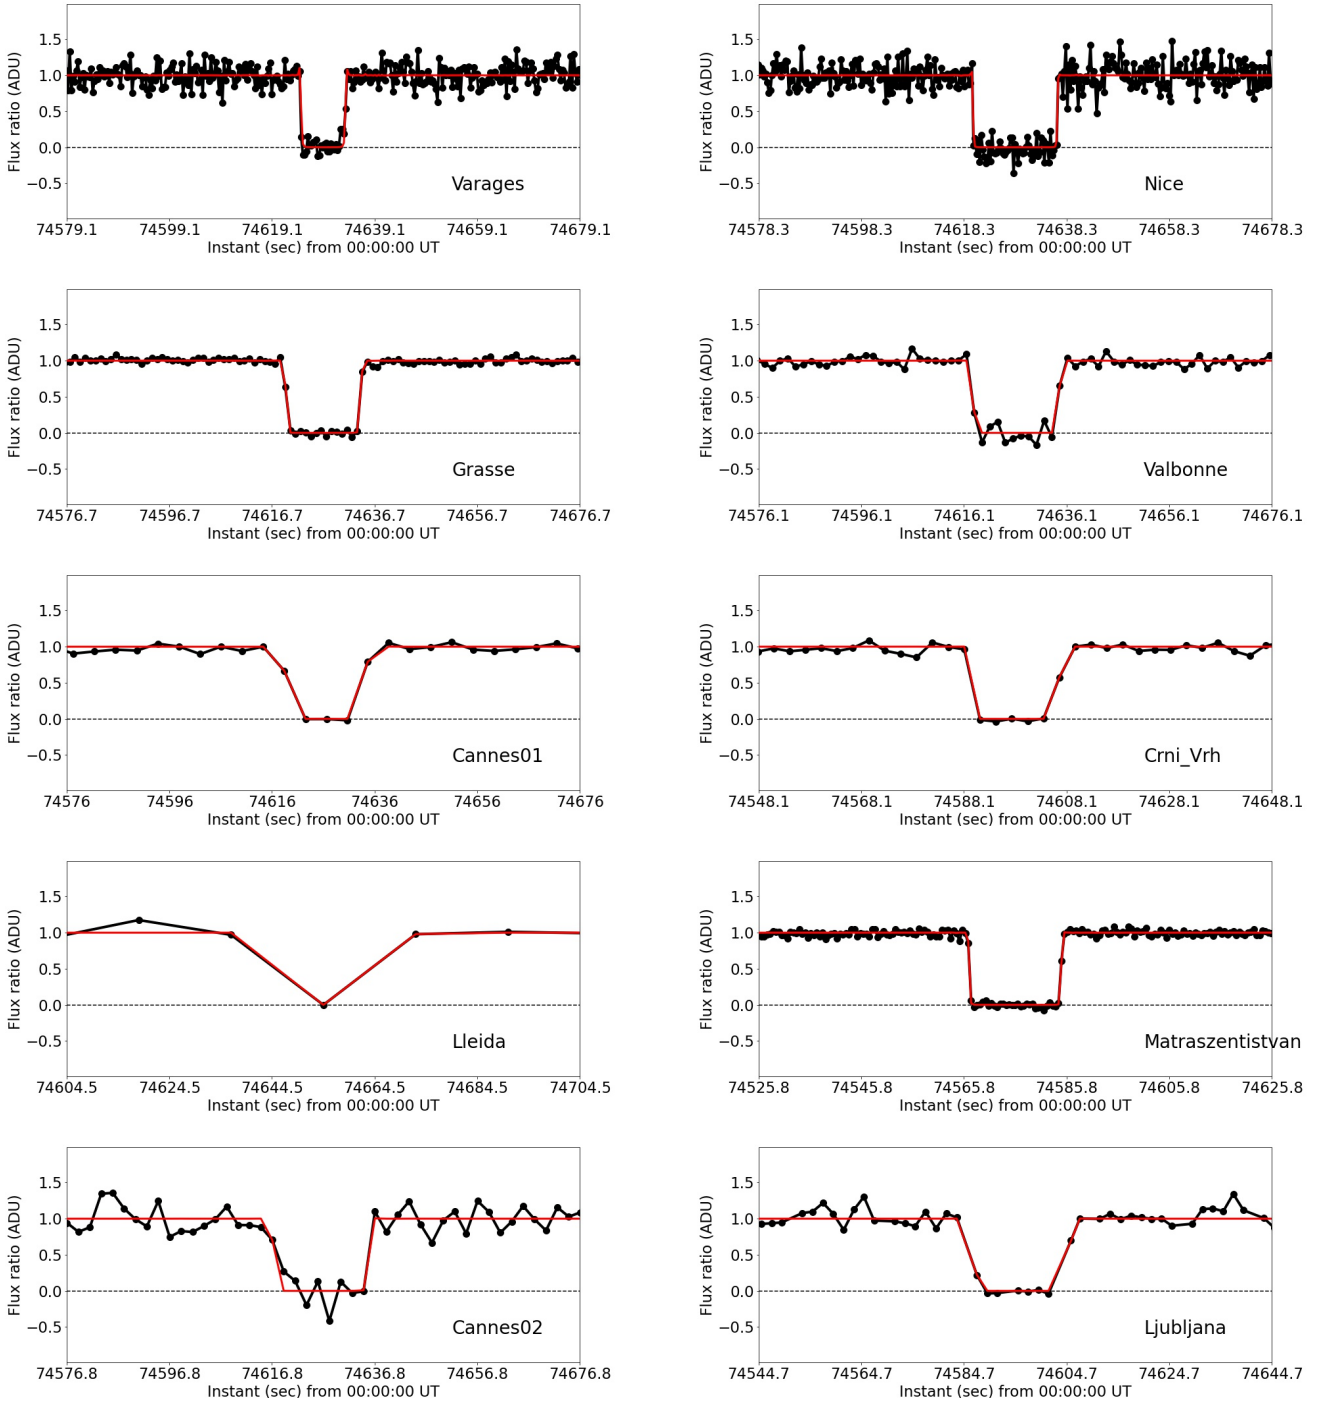 Flux ratio (ADU)
1.5
1.0
0.5
0.0
−0.5
Varages
74579.1 74599.1 74619.1 74639.1 74659.1 74679.1
Instant (sec) from 00:00:00 UT
Flux ratio (ADU)
1.5
1.0
0.5
0.0
−0.5
Nice
74578.3 74598.3 74618.3 74638.3 74658.3 74678.3
Instant (sec) from 00:00:00 UT
Flux ratio (ADU)
1.5
1.0
0.5
0.0
−0.5
Grasse
74576.7 74596.7 74616.7 74636.7 74656.7 74676.7
Instant (sec) from 00:00:00 UT
Flux ratio (ADU)
1.5
1.0
0.5
0.0
−0.5
Valbonne
74576.1 74596.1 74616.1 74636.1 74656.1 74676.1
Instant (sec) from 00:00:00 UT
Flux ratio (ADU)
1.5
1.0
0.5
0.0
−0.5
Cannes01
74576 74596 74616 74636 74656 74676
Instant (sec) from 00:00:00 UT
Flux ratio (ADU)
1.5
1.0
0.5
0.0
−0.5
Crni_Vrh
74548.1 74568.1 74588.1 74608.1 74628.1 74648.1
Instant (sec) from 00:00:00 UT
Flux ratio (ADU)
1.5
1.0
0.5
0.0
−0.5
Lleida
74604.5 74624.5 74644.5 74664.5 74684.5 74704.5
Instant (sec) from 00:00:00 UT
Flux ratio (ADU)
1.5
1.0
0.5
0.0
−0.5
Matraszentistvan
74525.8 74545.8 74565.8 74585.8 74605.8 74625.8
Instant (sec) from 00:00:00 UT
Flux ratio (ADU)
1.5
1.0
0.5
0.0
−0.5
Cannes02
74576.8 74596.8 74616.8 74636.8 74656.8 74676.8
Instant (sec) from 00:00:00 UT
Flux ratio (ADU)
1.5
1.0
0.5
0.0
−0.5
Ljubljana
74544.7 74564.7 74584.7 74604.7 74624.7 74644.7
Instant (sec) from 00:00:00 UT